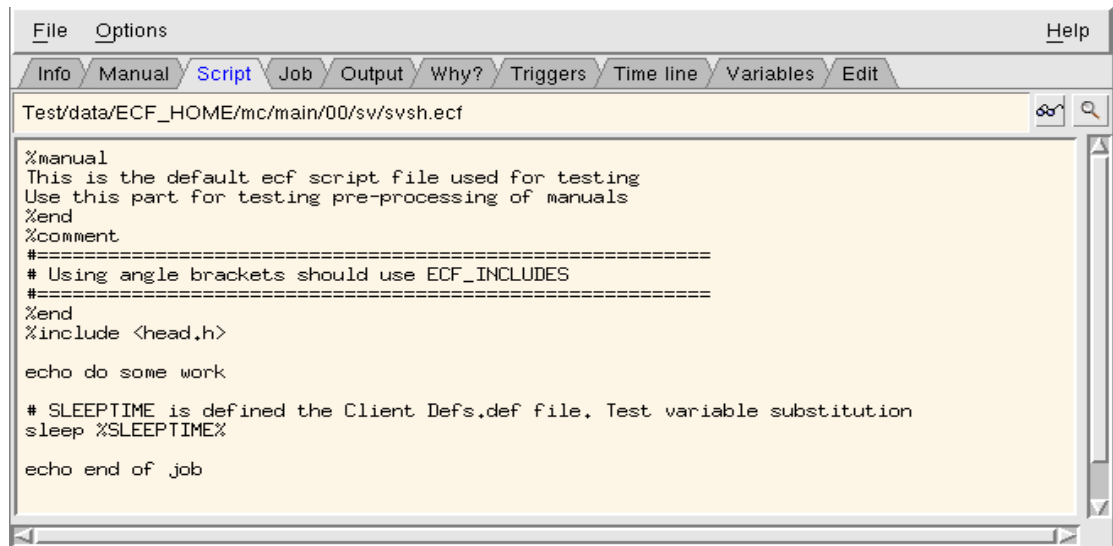 File Options Help
Info Manual Script Job Output Why? Triggers Time line Variables Edit
Test/data/ECF_HOME/mc/main/00/sv/svsh.ecf
%manual
This is the default ecf script file used for testing
Use this part for testing pre-processing of manuals
%end
%comment
#=========================================================
# Using angle brackets should use ECF_INCLUDES
#=========================================================
%end
%include <head.h>
echo do some work
# SLEEPTIME is defined the Client Defs.def file. Test variable substitution
sleep %SLEEPTIME%
echo end of job